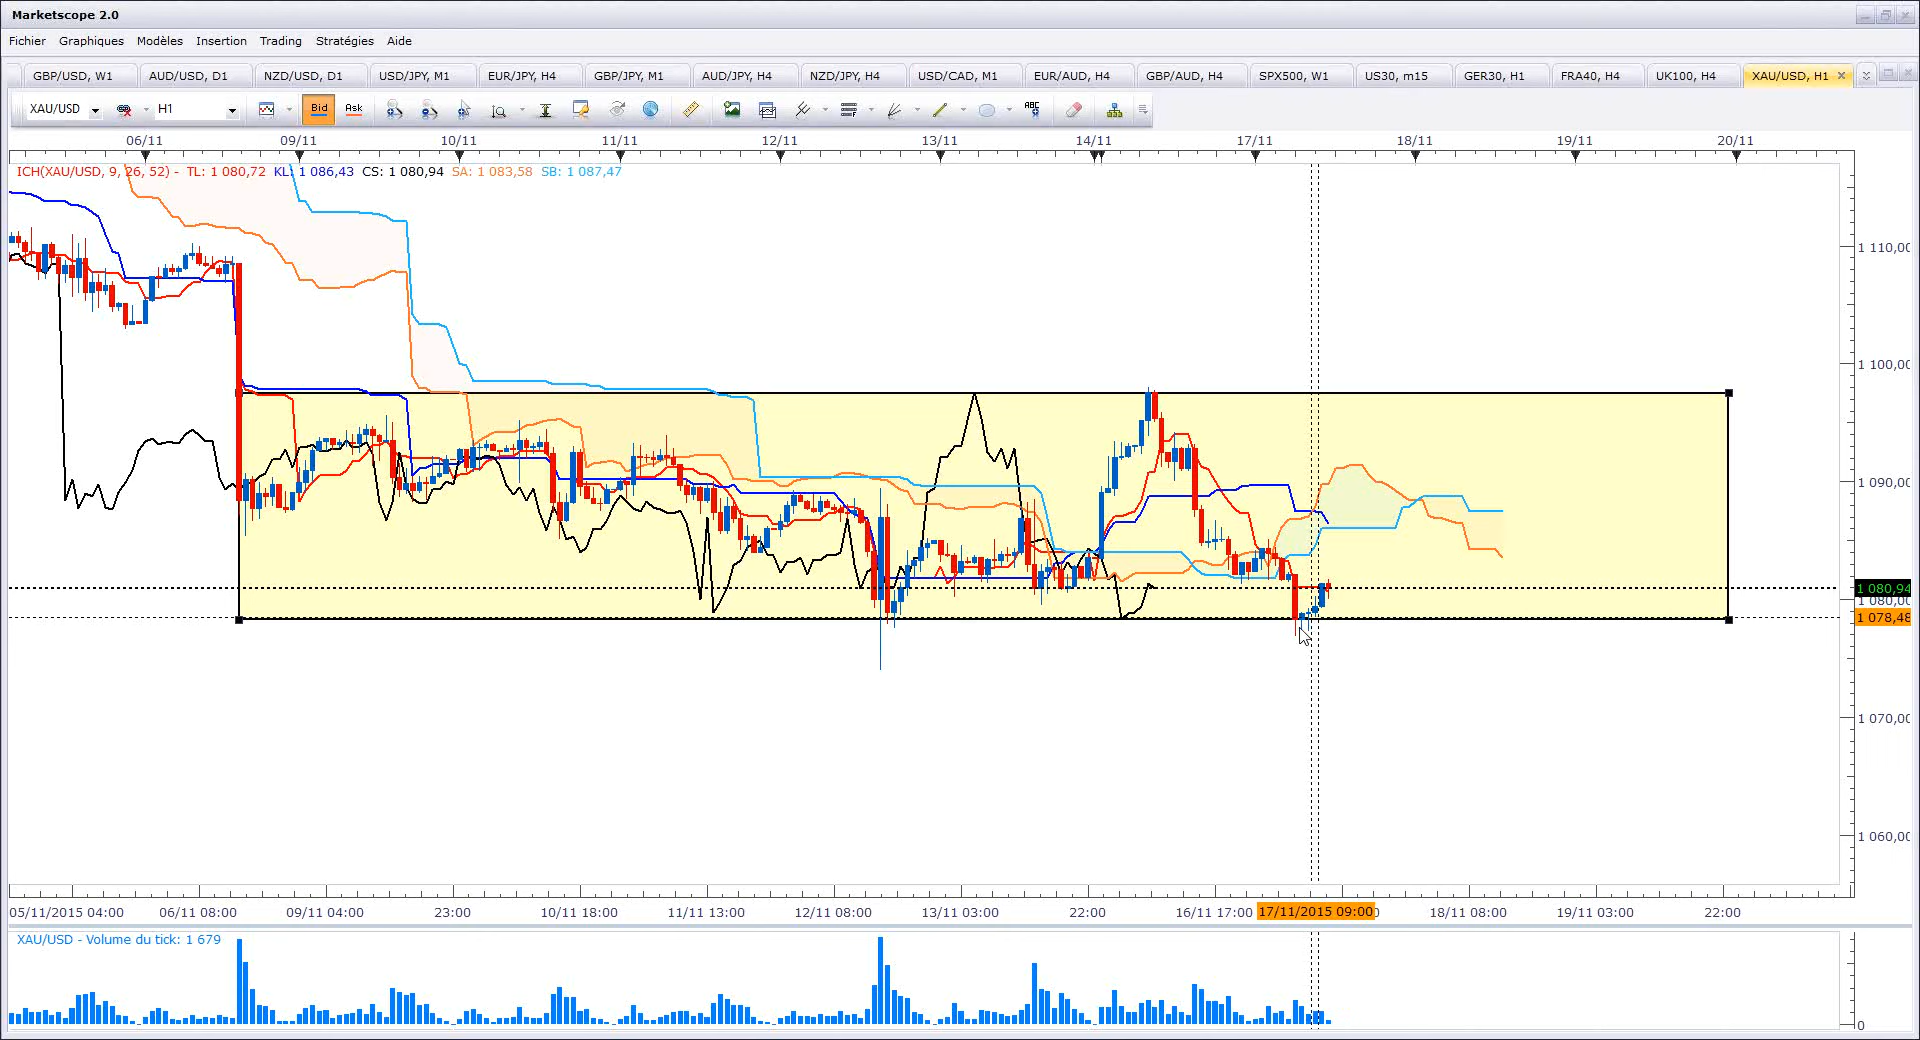 Marketscope 2.0
Fichier Graphiques Modèles Insertion Trading Stratégies Aide
GBP/USD, W1 AUD/USD, D1 NZD/USD, D1 USD/JPY, M1 EUR/JPY, H4 GBP/JPY, M1 AUD/JPY, H4 NZD/JPY, H4 USD/CAD, M1 EUR/AUD, H4 GBP/AUD, H4 SPX500, W1 US30, m15 GER30, H1 FRA40, H4 UK100, H4 XAU/USD, H1
XAU/USD H1 Bid Ask ABC
06/11 09/11 10/11 11/11 12/11 13/11 14/11 17/11 18/11 19/11 20/11
ICH(XAU/USD, 9, 26, 52) - TL: 1 080,72 KL: 1 086,43 CS: 1 080,94 SA: 1 083,58 SB: 1 087,47
1 110,00
1 100,00
1 090,00
1 080,94
1 080,00
1 078,48
1 070,00
1 060,00
05/11/2015 04:00 06/11 08:00 09/11 04:00 23:00 10/11 18:00 11/11 13:00 12/11 08:00 13/11 03:00 22:00 16/11 17:00 17/11/2015 09:00 18/11 08:00 19/11 03:00 22:00
XAU/USD - Volume du tick: 1 679
0